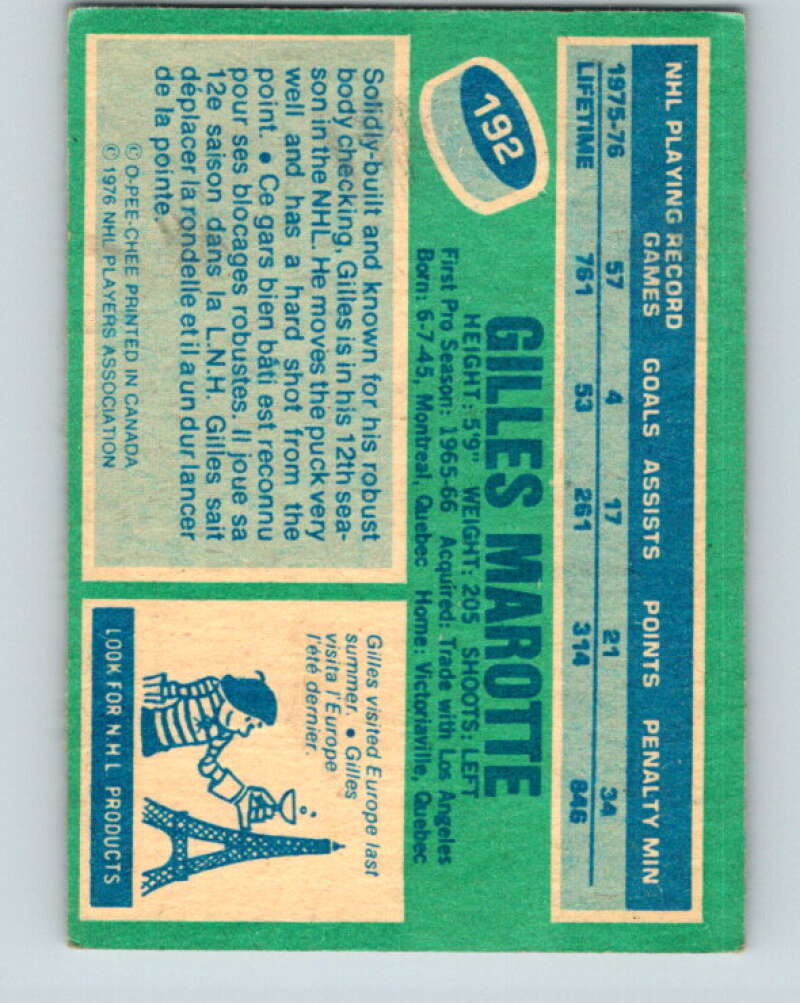 NHL PLAYING RECORD
GAMES GOALS ASSISTS POINTS PENALTY MIN
1975-76 57 4 17 21 34
LIFETIME 761 53 261 314 846
192
GILLES MAROTTE
HEIGHT: 5'9" WEIGHT: 205 SHOOTS: LEFT
First Pro Season: 1965-66 Acquired: Trade with Los Angeles
Born: 6-7-45, Montreal, Quebec Home: Victoriaville, Quebec
Solidly-built and known for his robust
body checking, Gilles is in his 12th sea-
son in the NHL. He moves the puck very
well and has a hard shot from the
point. • Ce gars bien bâti est reconnu
pour ses blocages robustes. Il joue sa
12e saison dans la L.N.H. Gilles sait
déplacer la rondelle et il a un dur lancer
de la pointe.
© O-PEE-CHEE PRINTED IN CANADA
© 1976 NHL PLAYERS ASSOCIATION
Gilles visited Europe last
summer. • Gilles
visita l'Europe
l'été dernier.
LOOK FOR N.H.L. PRODUCTS